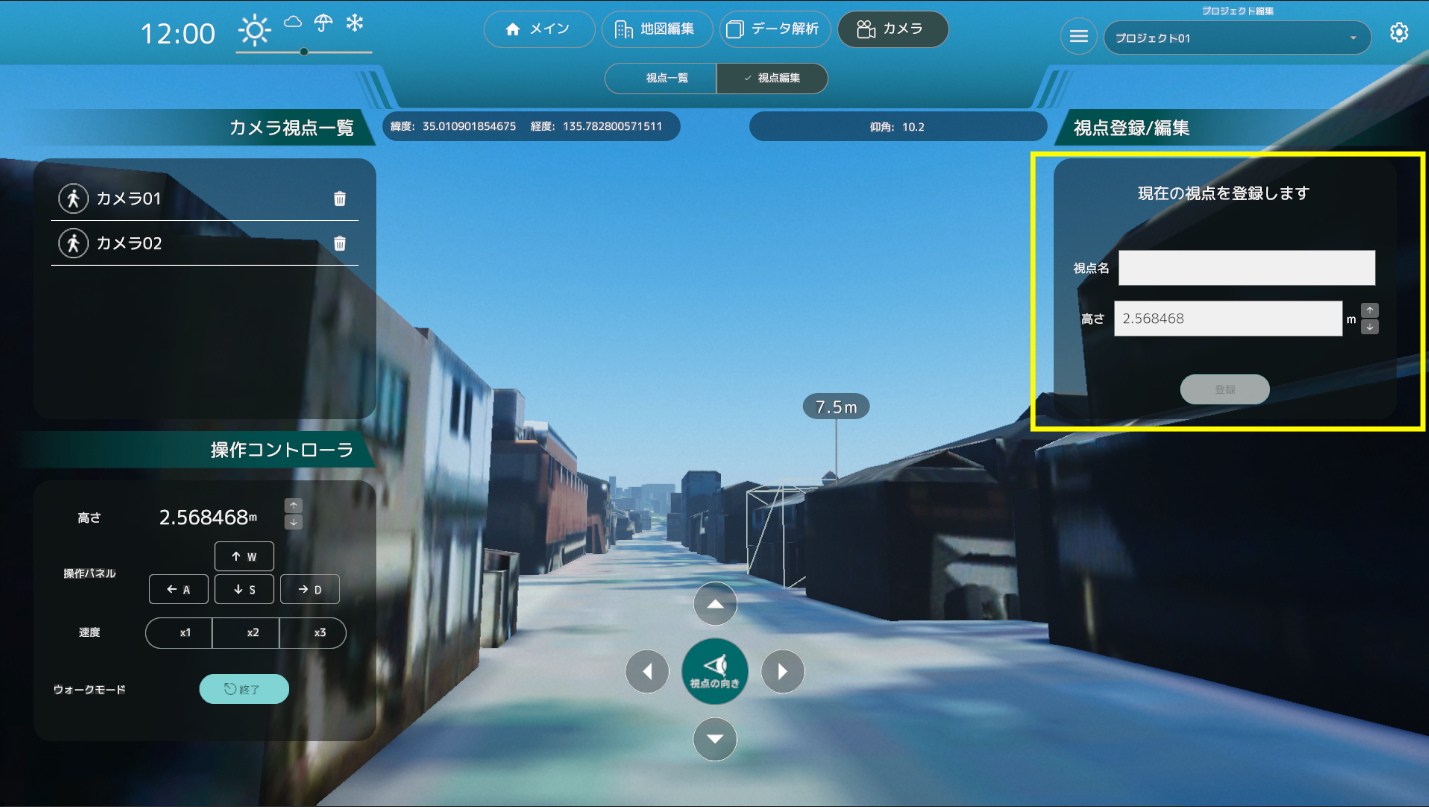 プロジェクト編集
12:00
メイン
地図編集
データ解析
カメラ
プロジェクト01
視点一覧
視点編集
カメラ視点一覧
緯度: 35.010901854675 経度: 135.782800571511
仰角: 10.2
視点登録/編集
カメラ01
カメラ02
現在の視点を登録します
視点名
高さ 2.568468 m
登録
7.5m
操作コントローラ
高さ 2.568468m
操作パネル
↑ W
← A
↓ S
→ D
速度
x1
x2
x3
ウォークモード
終了
視点の向き